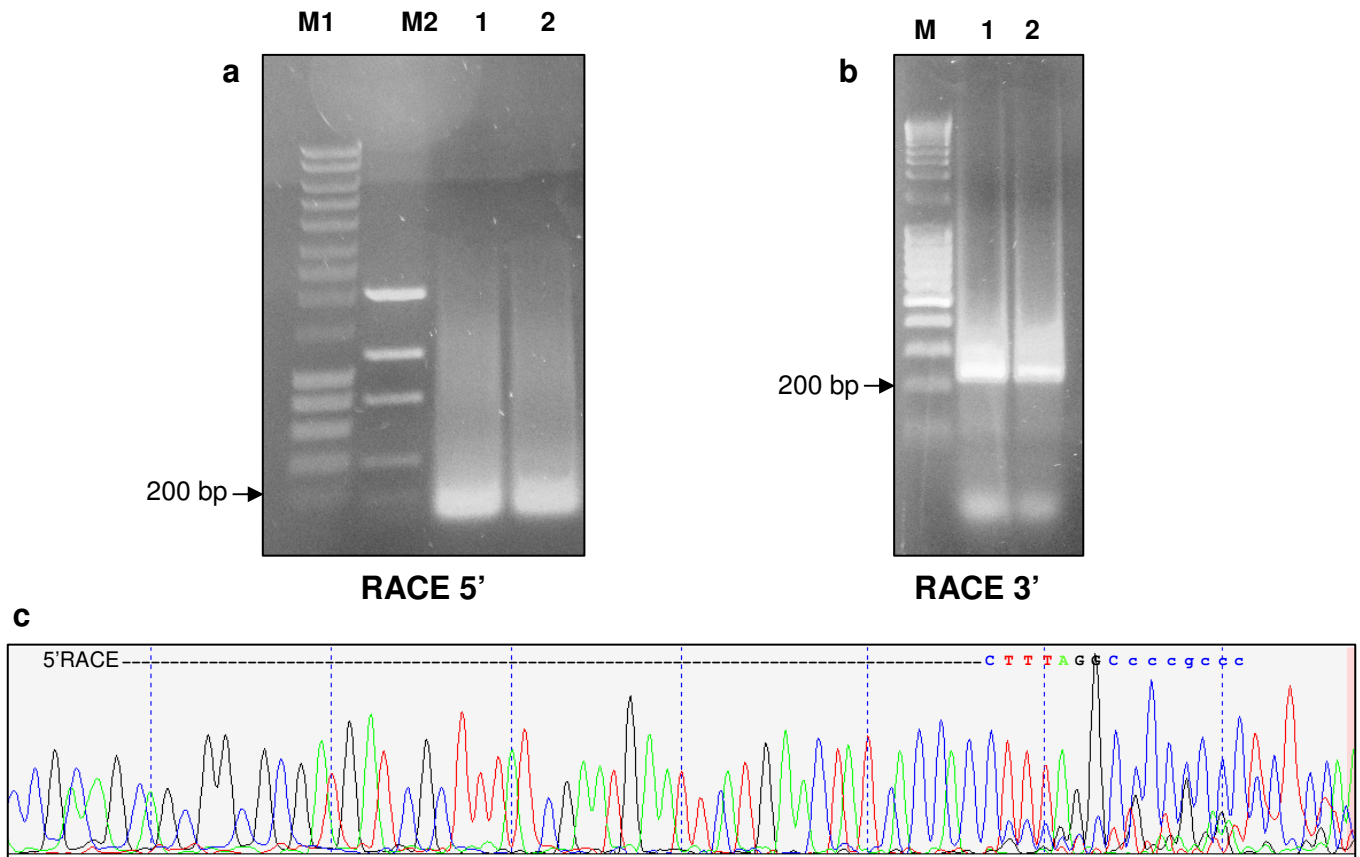 M1 M2 1 2
M 1 2
a
b
200 bp
200 bp
RACE 5’
RACE 3’
c
5'RACE------------------------------------------------C T T T A G G C c c c g c c c